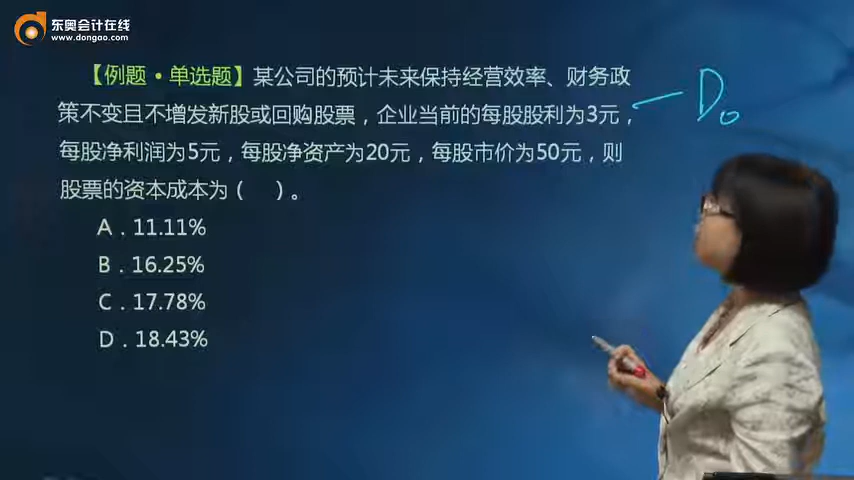 东奥会计在线
www.dongao.com
【例题·单选题】某公司的预计未来保持经营效率、财务政
策不变且不增发新股或回购股票，企业当前的每股股利为3元，
每股净利润为5元，每股净资产为20元，每股市价为50元，则
股票的资本成本为（ ）。
A．11.11%
B．16.25%
C．17.78%
D．18.43%
D₀